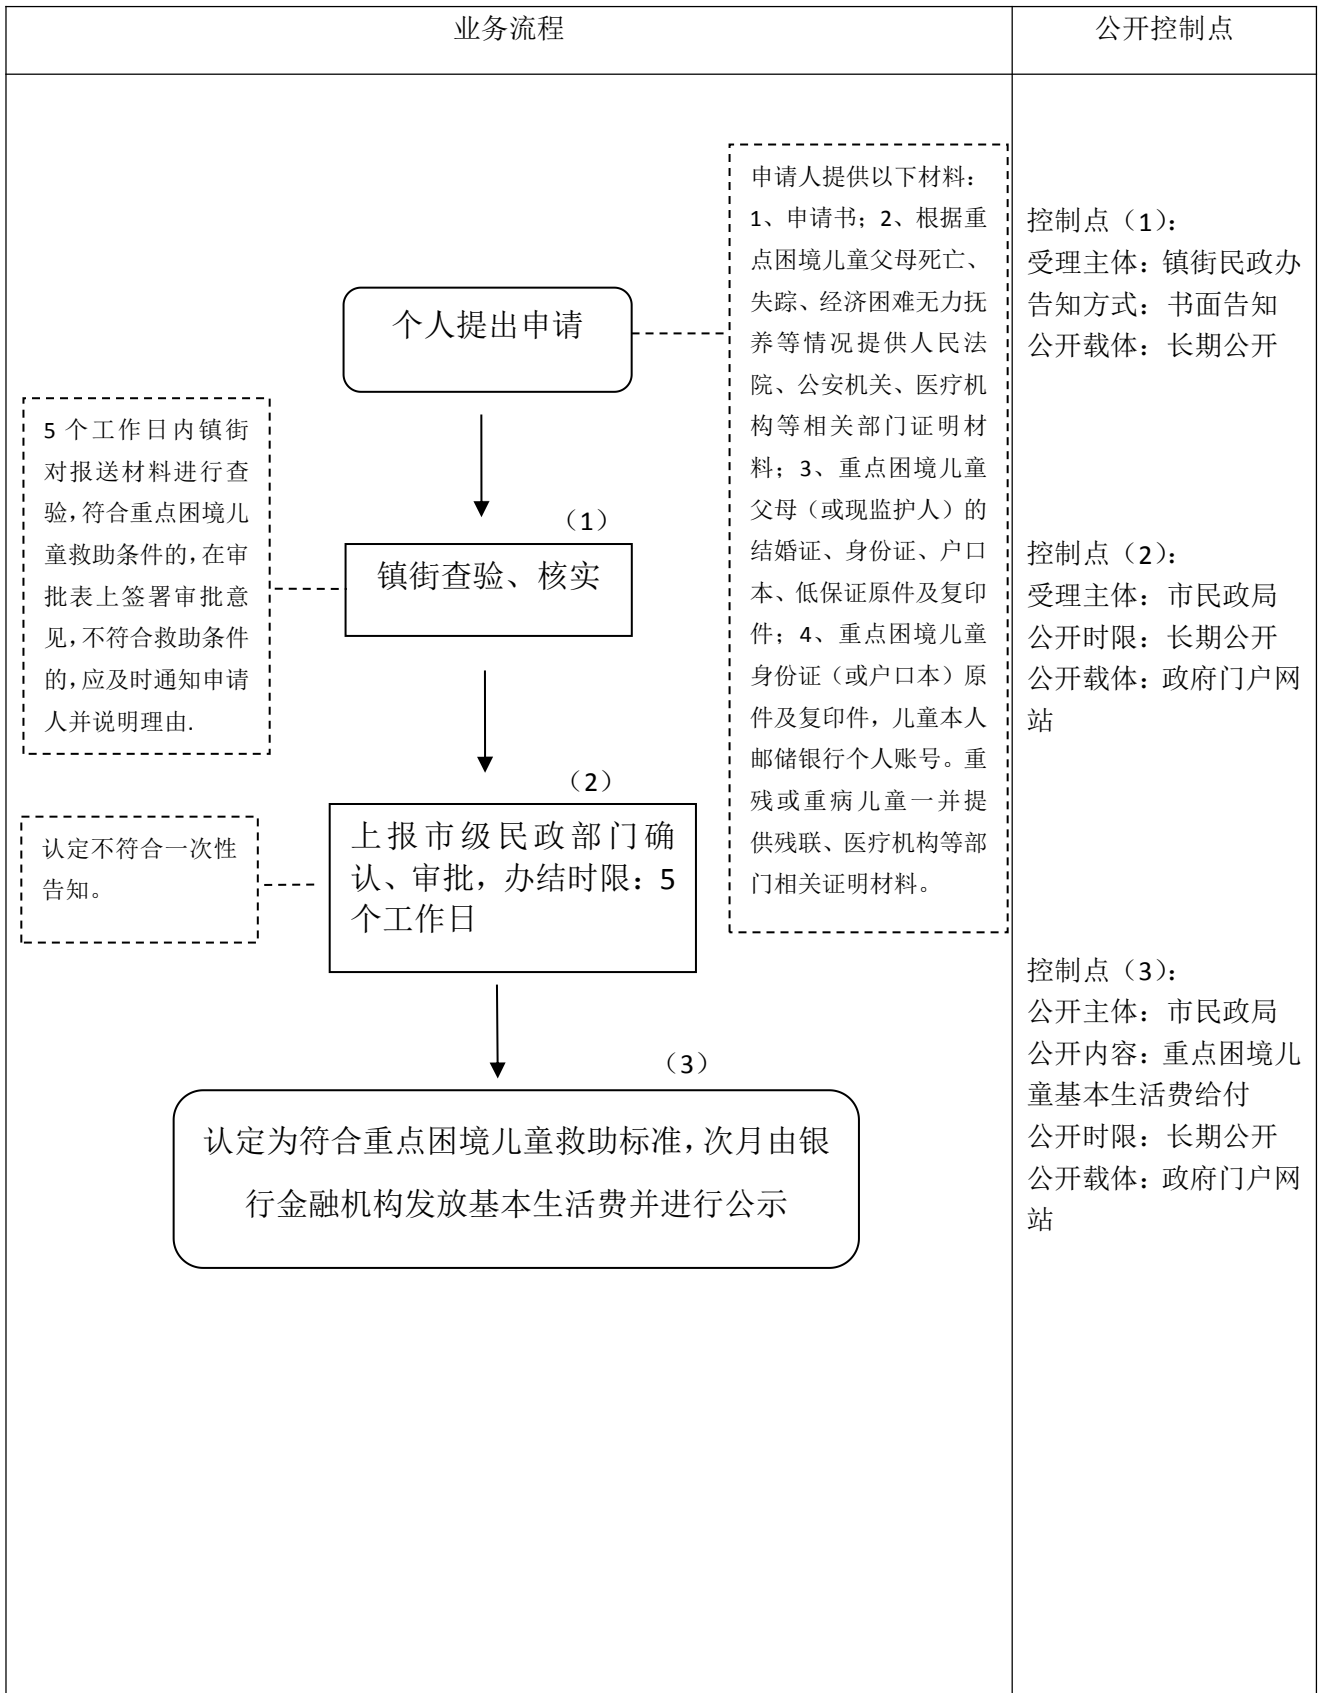 业务流程
公开控制点
申请人提供以下材料：
1、申请书；2、根据重
点困境儿童父母死亡、
失踪、经济困难无力抚
养等情况提供人民法
院、公安机关、医疗机
构等相关部门证明材
料；3、重点困境儿童
父母（或现监护人）的
结婚证、身份证、户口
本、低保证原件及复印
件；4、重点困境儿童
身份证（或户口本）原
件及复印件，儿童本人
邮储银行个人账号。重
残或重病儿童一并提
供残联、医疗机构等部
门相关证明材料。
个人提出申请
5 个工作日内镇街
对报送材料进行查
验,符合重点困境儿
童救助条件的,在审
批表上签署审批意
见,不符合救助条件
的,应及时通知申请
人并说明理由.
（1）
镇街查验、核实
（2）
上报市级民政部门确
认、审批，办结时限：5
个工作日
认定不符合一次性
告知。
（3）
认定为符合重点困境儿童救助标准，次月由银
行金融机构发放基本生活费并进行公示
控制点（1）：
受理主体：镇街民政办
告知方式：书面告知
公开载体：长期公开
控制点（2）：
受理主体：市民政局
公开时限：长期公开
公开载体：政府门户网
站
控制点（3）：
公开主体：市民政局
公开内容：重点困境儿
童基本生活费给付
公开时限：长期公开
公开载体：政府门户网
站